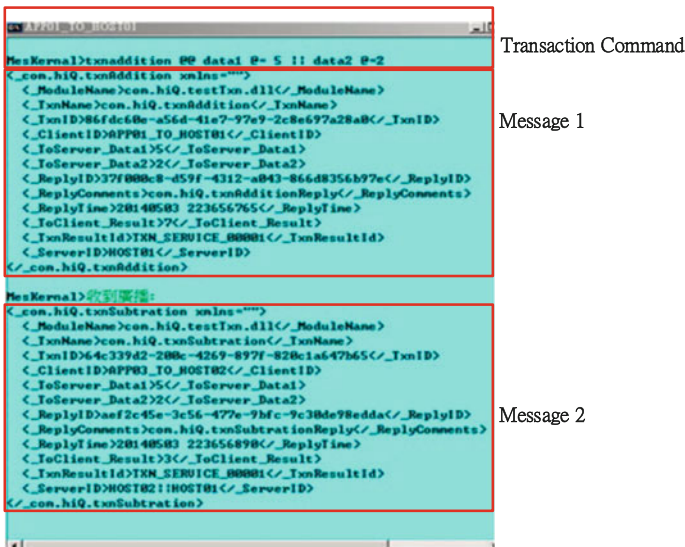 APP01_TO_HOST01
MesKernal>txnaddition @@ data1 @= 5 || data2 @=2
Transaction Command
<_com.hiQ.txnAddition xmlns="">
<_ModuleName>com.hiQ.testTxn.dll</_ModuleName>
<_TxnName>com.hiQ.txnAddition</_TxnName>
<_TxnID>86fdc60e-a56d-41e7-97e9-2c8e697a28a0</_TxnID>
Message 1
<_ClientID>APP01_TO_HOST01</_ClientID>
<_ToServer_Data1>5</_ToServer_Data1>
<_ToServer_Data2>2</_ToServer_Data2>
<_ReplyID>37f000c8-d59f-4312-a043-866d8356b97e</_ReplyID>
<_ReplyComments>com.hiQ.txnAdditionReply</_ReplyComments>
<_ReplyTime>20140503 223656765</_ReplyTime>
<_ToClient_Result>7</_ToClient_Result>
<_TxnResultId>TXN_SERVICE_00001</_TxnResultId>
<_ServerID>HOST01</_ServerID>
</_com.hiQ.txnAddition>
MesKernal>收到廣播:
<_com.hiQ.txnSubtration xmlns="">
<_ModuleName>com.hiQ.testTxn.dll</_ModuleName>
<_TxnName>com.hiQ.txnSubtration</_TxnName>
<_TxnID>64c339d2-200c-4269-897f-820c1a647b65</_TxnID>
<_ClientID>APP03_TO_HOST02</_ClientID>
<_ToServer_Data1>5</_ToServer_Data1>
<_ToServer_Data2>2</_ToServer_Data2>
<_ReplyID>aef2c45e-3c56-477e-9bfc-9c30de98edda</_ReplyID>
Message 2
<_ReplyComments>com.hiQ.txnSubtrationReply</_ReplyComments>
<_ReplyTime>20140503 223656890</_ReplyTime>
<_ToClient_Result>3</_ToClient_Result>
<_TxnResultId>TXN_SERVICE_00001</_TxnResultId>
<_ServerID>HOST02||HOST01</_ServerID>
</_com.hiQ.txnSubtration>